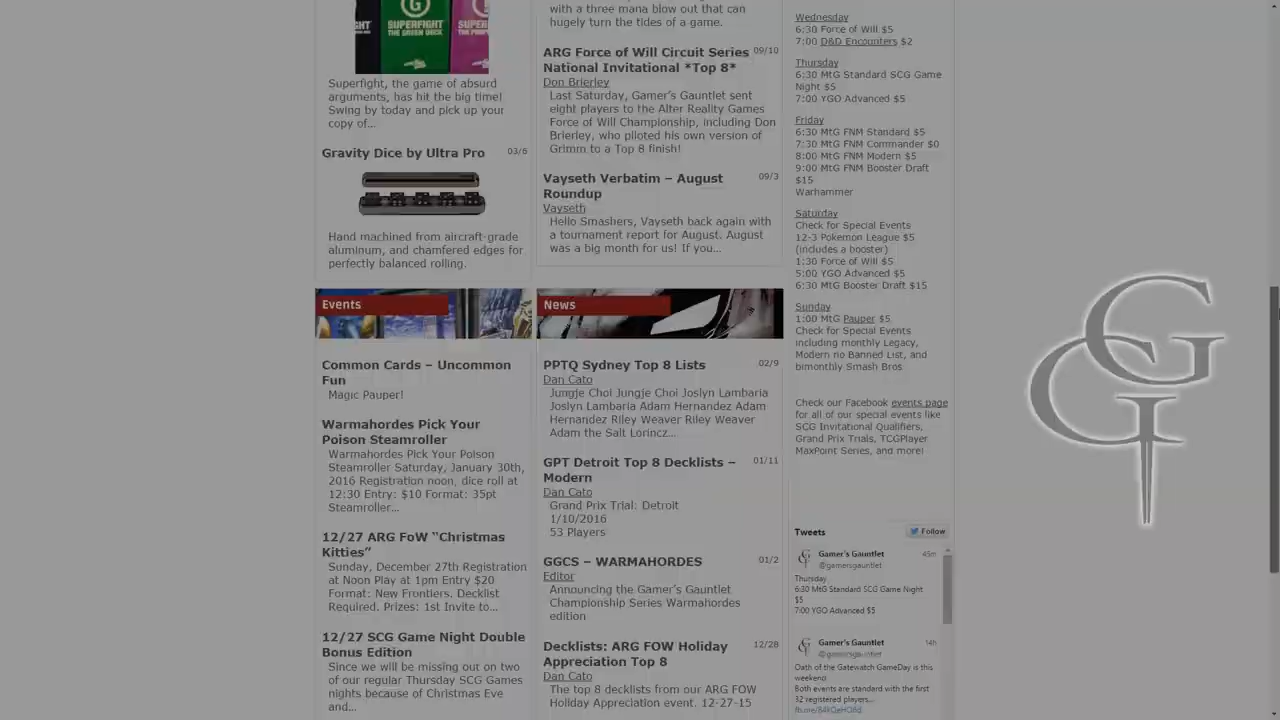 SUPERFIGHT
THE GREEN DECK
Superfight, the game of absurd
arguments, has hit the big time!
Swing by today and pick up your
copy of…
Gravity Dice by Ultra Pro 03/6
Hand machined from aircraft-grade
aluminum, and chamfered edges for
perfectly balanced rolling.
with a three mana blow out that can
hugely turn the tides of a game.
ARG Force of Will Circuit Series 09/10
National Invitational *Top 8*
Don Brierley
Last Saturday, Gamer's Gauntlet sent
eight players to the Alter Reality Games
Force of Will Championship, including Don
Brierley, who piloted his own version of
Grimm to a Top 8 finish!
Vayseth Verbatim – August 09/3
Roundup
Vayseth
Hello Smashers, Vayseth back again with
a tournament report for August. August
was a big month for us! If you…
Events
Common Cards – Uncommon
Fun
Magic Pauper!
Warmahordes Pick Your
Poison Steamroller
Warmahordes Pick Your Poison
Steamroller Saturday, January 30th,
2016 Registration noon, dice roll at
12:30 Entry: $10 Format: 35pt
Steamroller…
12/27 ARG FoW "Christmas
Kitties"
Sunday, December 27th Registration
at Noon Play at 1pm Entry $20
Format: New Frontiers. Decklist
Required. Prizes: 1st Invite to…
12/27 SCG Game Night Double
Bonus Edition
Since we will be missing out on two
of our regular Thursday SCG Games
nights because of Christmas Eve
and…
News
PPTQ Sydney Top 8 Lists 02/9
Dan Cato
Jungje Choi Jungje Choi Joslyn Lambaria
Joslyn Lambaria Adam Hernandez Adam
Hernandez Riley Weaver Riley Weaver
Adam the Salt Lorincz…
GPT Detroit Top 8 Decklists – 01/11
Modern
Dan Cato
Grand Prix Trial: Detroit
1/10/2016
53 Players
GGCS – WARMAHORDES 01/2
Editor
Announcing the Gamer's Gauntlet
Championship Series Warmahordes
edition
Decklists: ARG FOW Holiday 12/28
Appreciation Top 8
Dan Cato
The top 8 decklists from our ARG FOW
Holiday Appreciation event. 12-27-15
Wednesday
6:30 Force of Will $5
7:00 D&D Encounters $2
Thursday
6:30 MtG Standard SCG Game
Night $5
7:00 YGO Advanced $5
Friday
6:30 MtG FNM Standard $5
7:30 MtG FNM Commander $0
8:00 MtG FNM Modern $5
9:00 MtG FNM Booster Draft
$15
Warhammer
Saturday
Check for Special Events
12-3 Pokemon League $5
(includes a booster)
1:30 Force of Will $5
5:00 YGO Advanced $5
6:30 MtG Booster Draft $15
Sunday
1:00 MtG Pauper $5
Check for Special Events
including monthly Legacy,
Modern no Banned List, and
bimonthly Smash Bros
Check our Facebook events page
for all of our special events like
SCG Invitational Qualifiers,
Grand Prix Trials, TCGPlayer
MaxPoint Series, and more!
Tweets Follow
Gamer's Gauntlet 45m
@gamersgauntlet
Thursday
6:30 MtG Standard SCG Game Night
$5
7:00 YGO Advanced $5
Gamer's Gauntlet 14h
@gamersgauntlet
Oath of the Gatewatch GameDay is this
weekend
Both events are standard with the first
32 registered players...
GG